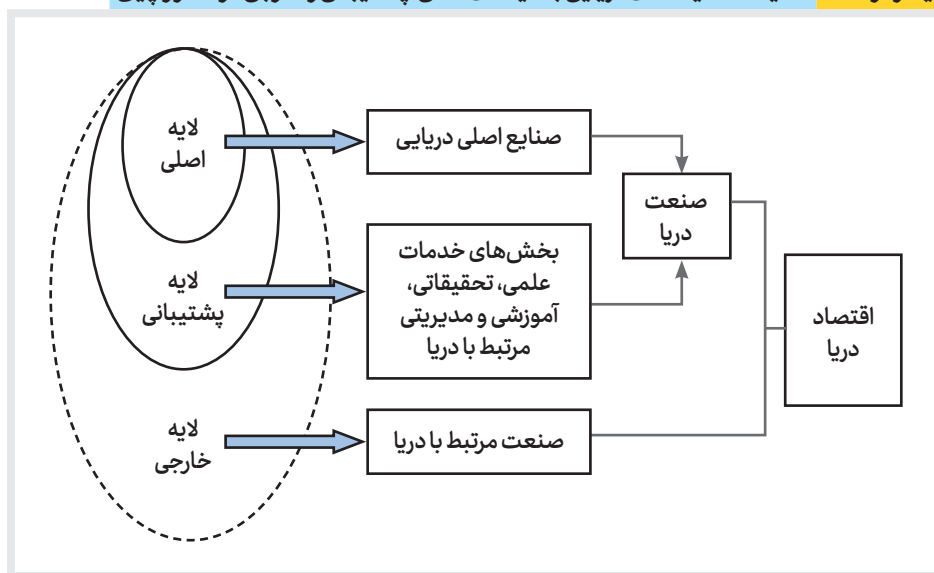 لایه
اصلی
صنایع اصلی دریایی
صنعت
دریا
لایه
پشتیبانی
بخش‌های خدمات
علمی، تحقیقاتی،
آموزشی و مدیریتی
مرتبط با دریا
اقتصاد
دریا
لایه
خارجی
صنعت مرتبط با دریا